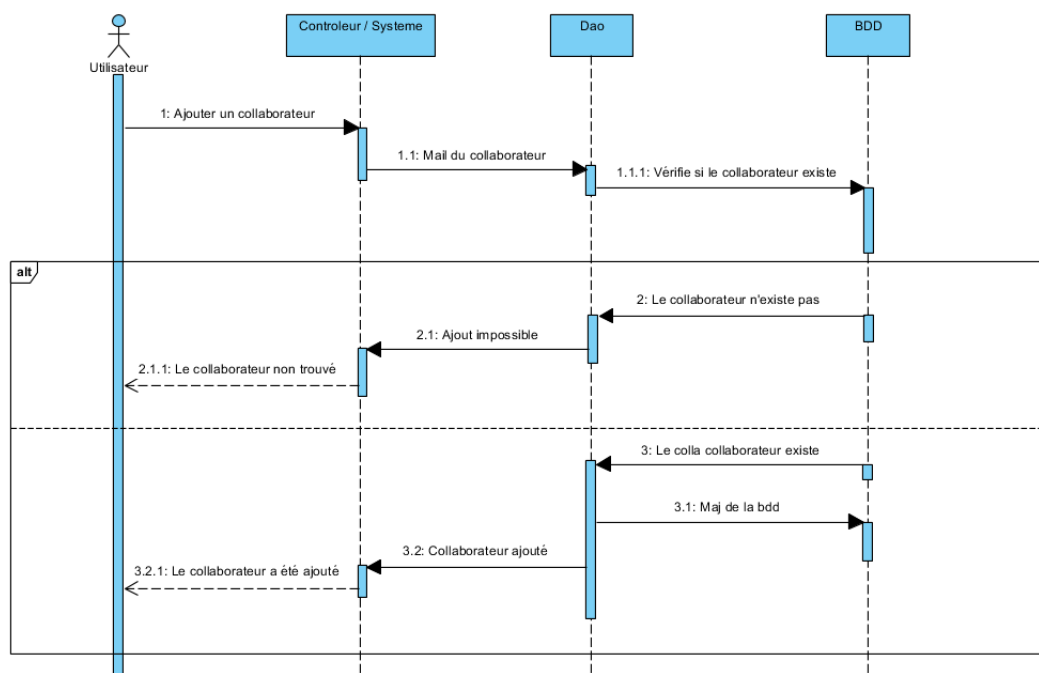 Controleur / Systeme
Dao
BDD
Utilisateur
1: Ajouter un collaborateur
1.1: Mail du collaborateur
1.1.1: Vérifie si le collaborateur existe
alt
2: Le collaborateur n'existe pas
2.1: Ajout impossible
2.1.1: Le collaborateur non trouvé
3: Le colla collaborateur existe
3.1: Maj de la bdd
3.2: Collaborateur ajouté
3.2.1: Le collaborateur a été ajouté